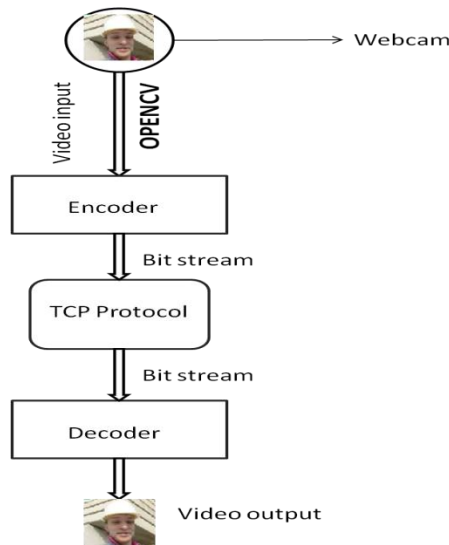 Webcam
Video input
OPENCV
Encoder
Bit stream
TCP Protocol
Bit stream
Decoder
Video output